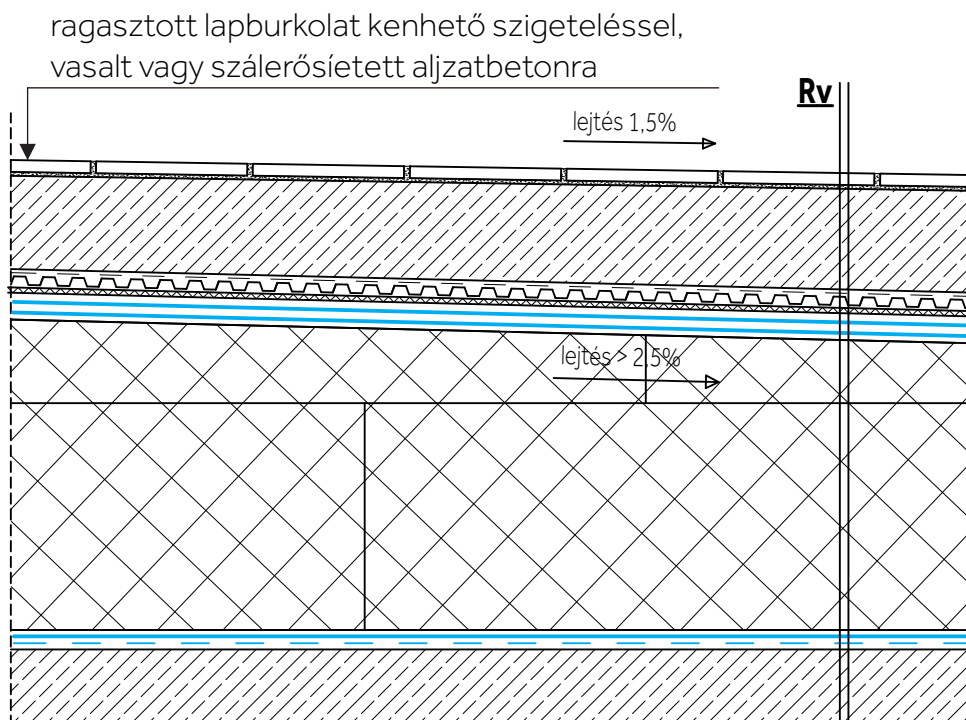 ragasztott lapburkolat kenhető szigeteléssel,
vasalt vagy szálerősíetett aljzatbetonra
Rv
lejtés 1,5%
lejtés > 2,5%